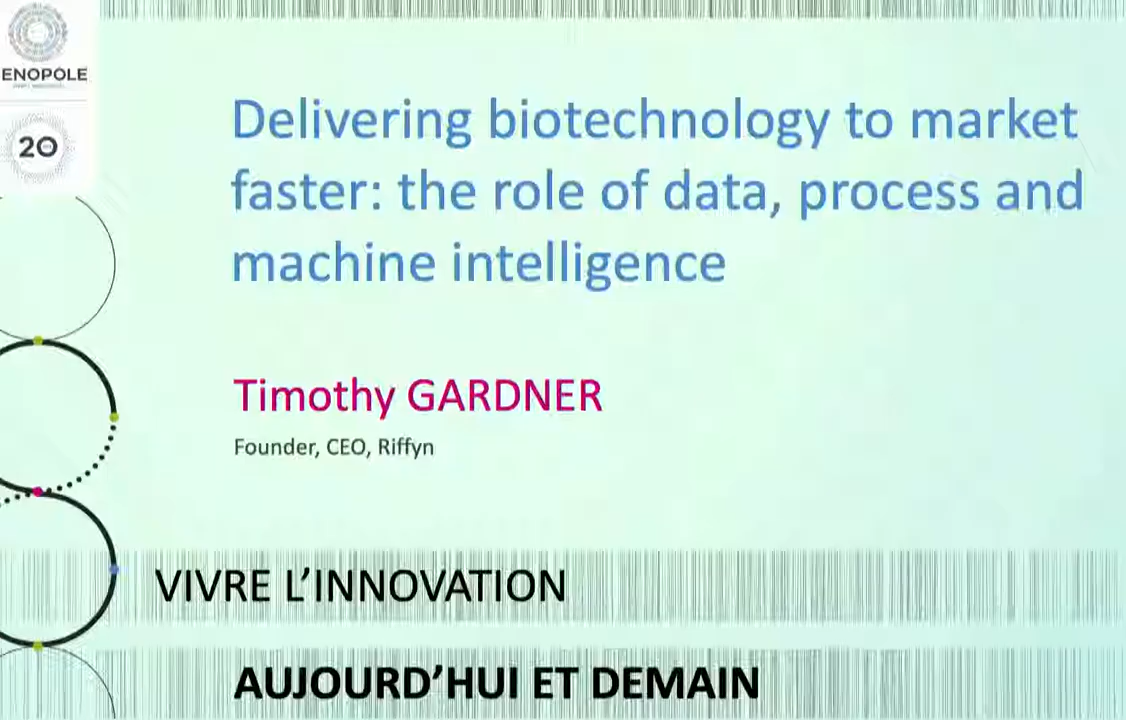 ENOPOLE
20
Delivering biotechnology to market
faster: the role of data, process and
machine intelligence
Timothy GARDNER
Founder, CEO, Riffyn
VIVRE L’INNOVATION
AUJOURD’HUI ET DEMAIN